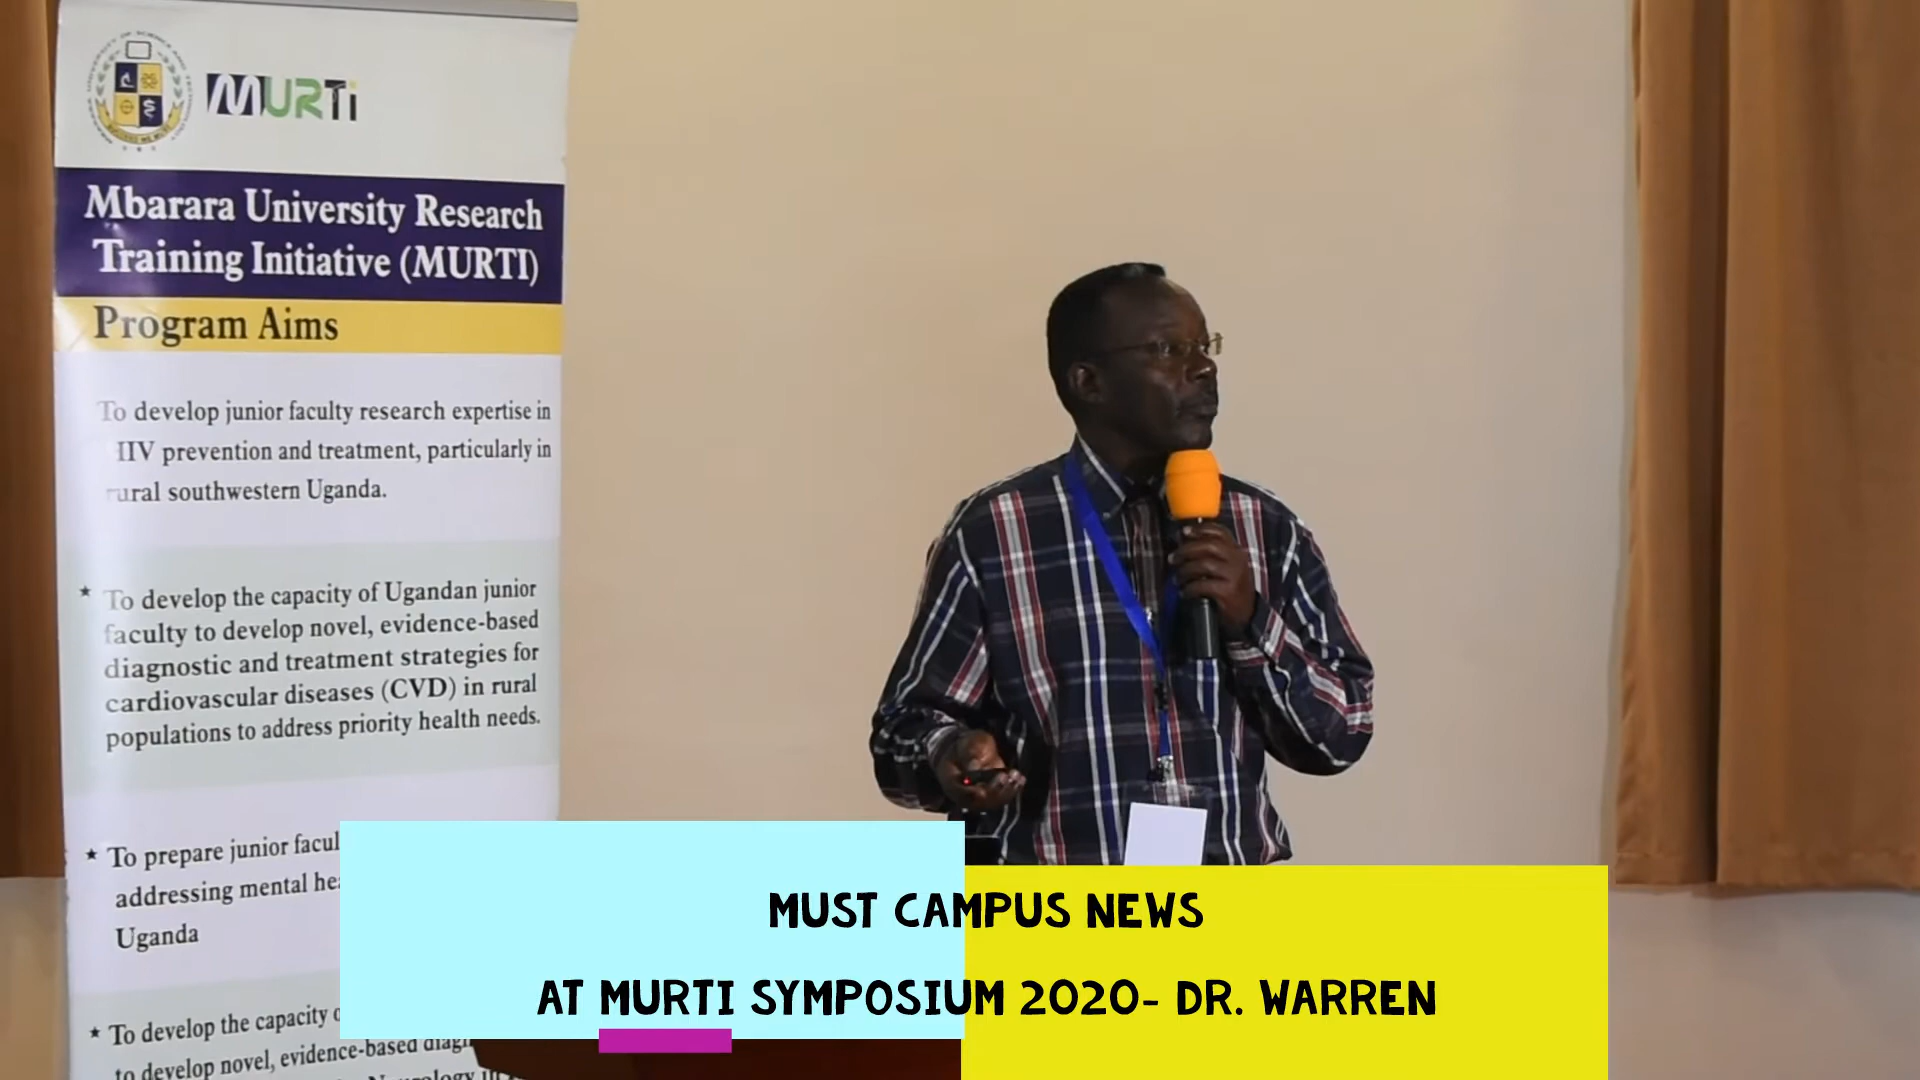 MURTi
Mbarara University Research
Training Initiative (MURTI)
Program Aims
To develop junior faculty research expertise in
HIV prevention and treatment, particularly in
rural southwestern Uganda.
* To develop the capacity of Ugandan junior
faculty to develop novel, evidence-based
diagnostic and treatment strategies for
cardiovascular diseases (CVD) in rural
populations to address priority health needs.
* To prepare junior
addressing mental
Uganda
* To develop the capacity
to develop novel, evidence-based
MUST CAMPUS NEWS
AT MURTI SYMPOSIUM 2020- DR. WARREN